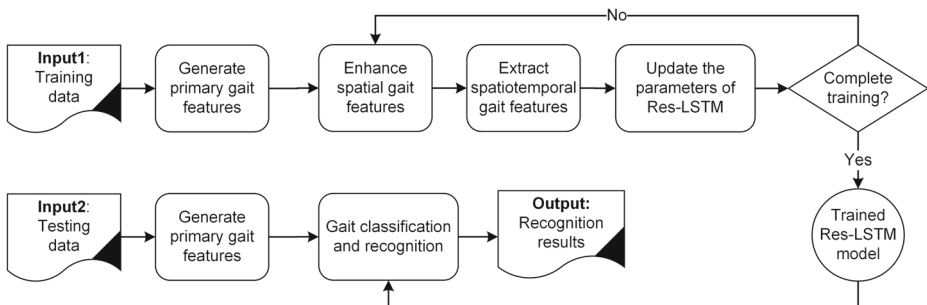 No
Input1:
Training
data
Generate
primary gait
features
Enhance
spatial gait
features
Extract
spatiotemporal
gait features
Update the
parameters of
Res-LSTM
Complete
training?
Yes
Input2:
Testing
data
Generate
primary gait
features
Gait classification
and recognition
Output:
Recognition
results
Trained
Res-LSTM
model